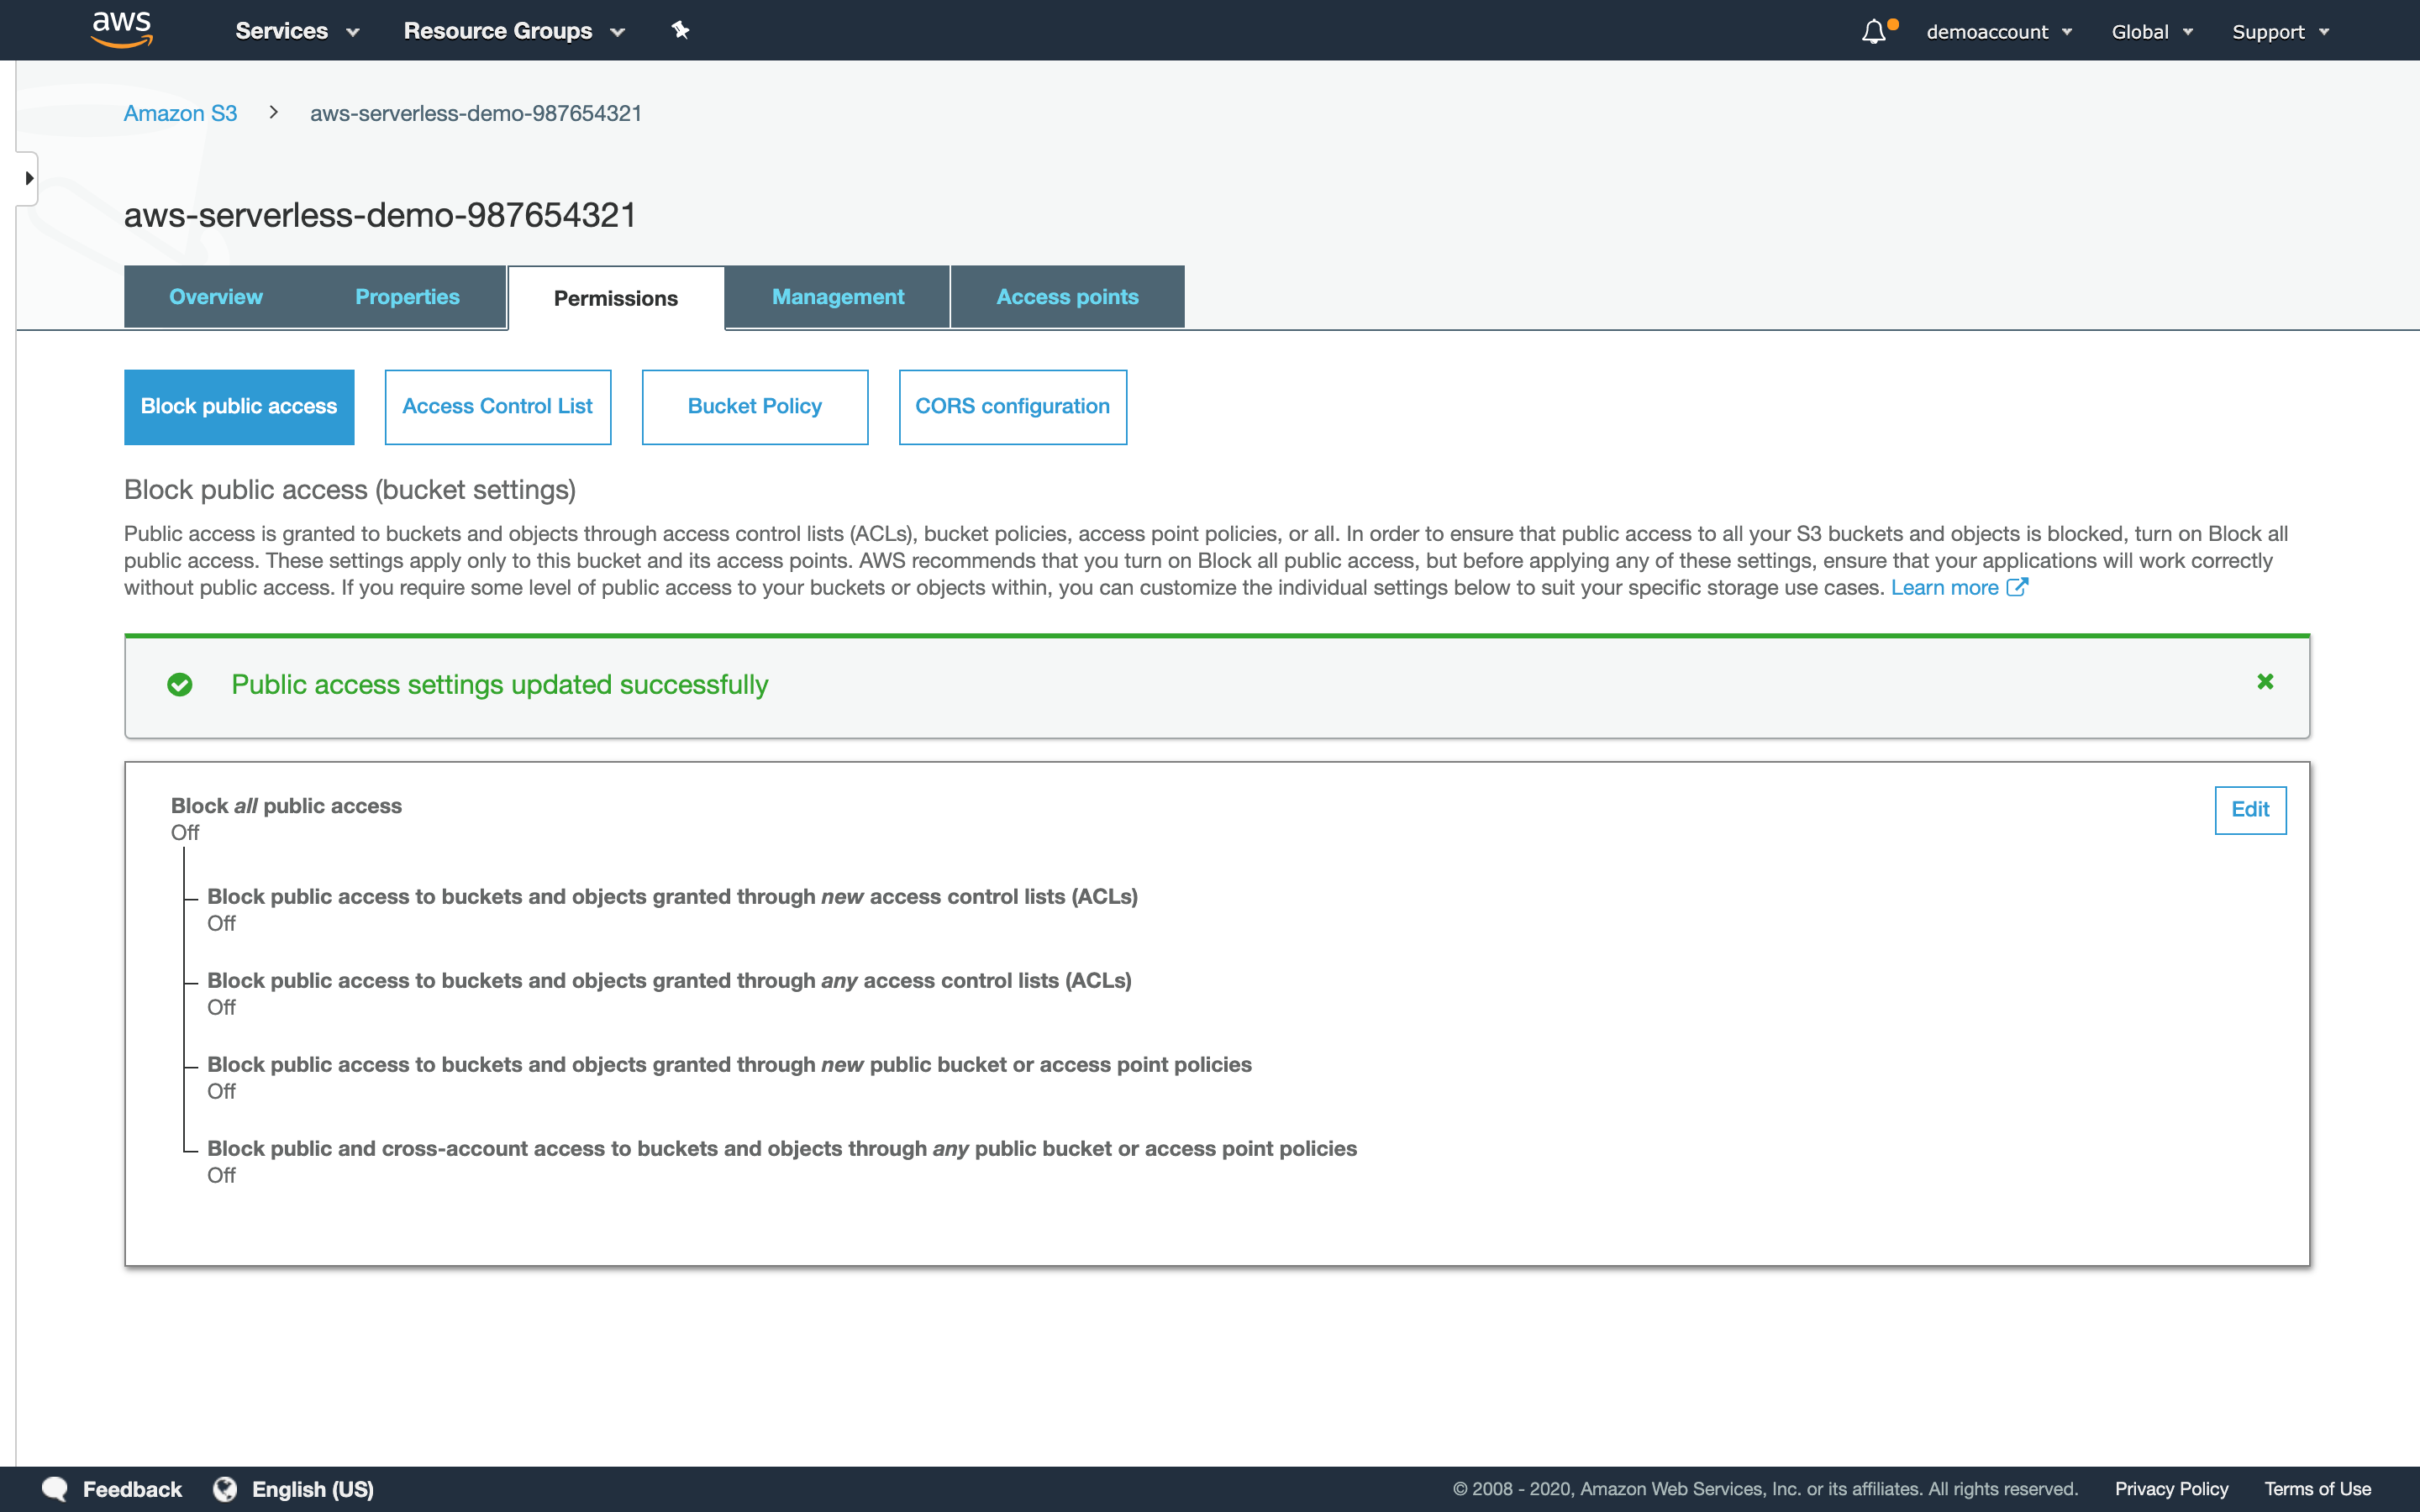 aws
Services
Resource Groups
demoaccount
Global
Support
Amazon S3
aws-serverless-demo-987654321
aws-serverless-demo-987654321
Overview
Properties
Permissions
Management
Access points
Block public access
Access Control List
Bucket Policy
CORS configuration
Block public access (bucket settings)
Public access is granted to buckets and objects through access control lists (ACLs), bucket policies, access point policies, or all. In order to ensure that public access to all your S3 buckets and objects is blocked, turn on Block all
public access. These settings apply only to this bucket and its access points. AWS recommends that you turn on Block all public access, but before applying any of these settings, ensure that your applications will work correctly
without public access. If you require some level of public access to your buckets or objects within, you can customize the individual settings below to suit your specific storage use cases. Learn more
Public access settings updated successfully
Block all public access
Off
Edit
Block public access to buckets and objects granted through new access control lists (ACLs)
Off
Block public access to buckets and objects granted through any access control lists (ACLs)
Off
Block public access to buckets and objects granted through new public bucket or access point policies
Off
Block public and cross-account access to buckets and objects through any public bucket or access point policies
Off
Feedback
English (US)
© 2008 - 2020, Amazon Web Services, Inc. or its affiliates. All rights reserved.
Privacy Policy
Terms of Use